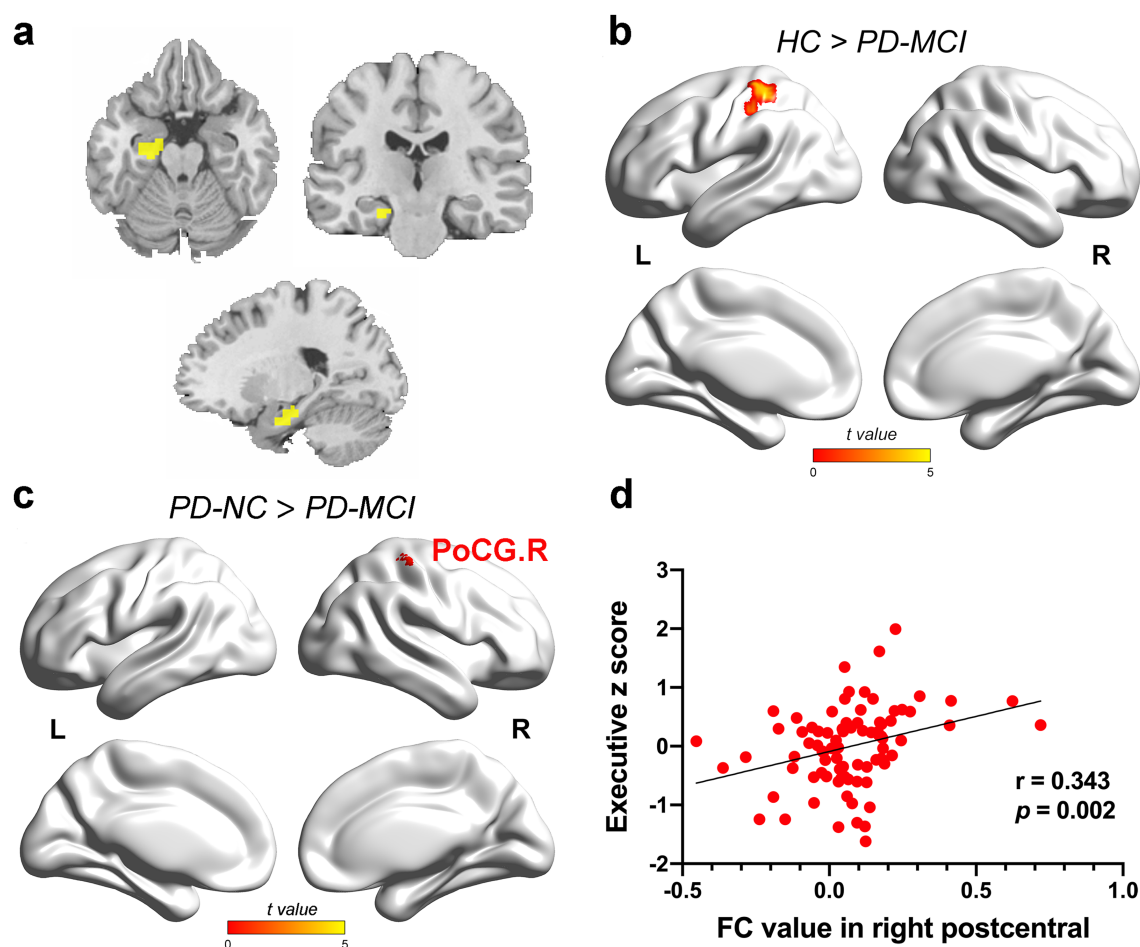 a
b
HC > PD-MCI
L
R
t value
0
5
c
PD-NC > PD-MCI
PoCG.R
L
R
t value
0
5
d
Executive z score
3
2
1
0
-1
-2
r = 0.343
p = 0.002
-0.5
0.0
0.5
1.0
FC value in right postcentral